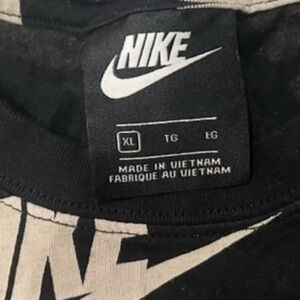 NIKE
XL TG EG
MADE IN VIETNAM
FABRIQUE AU VIETNAM